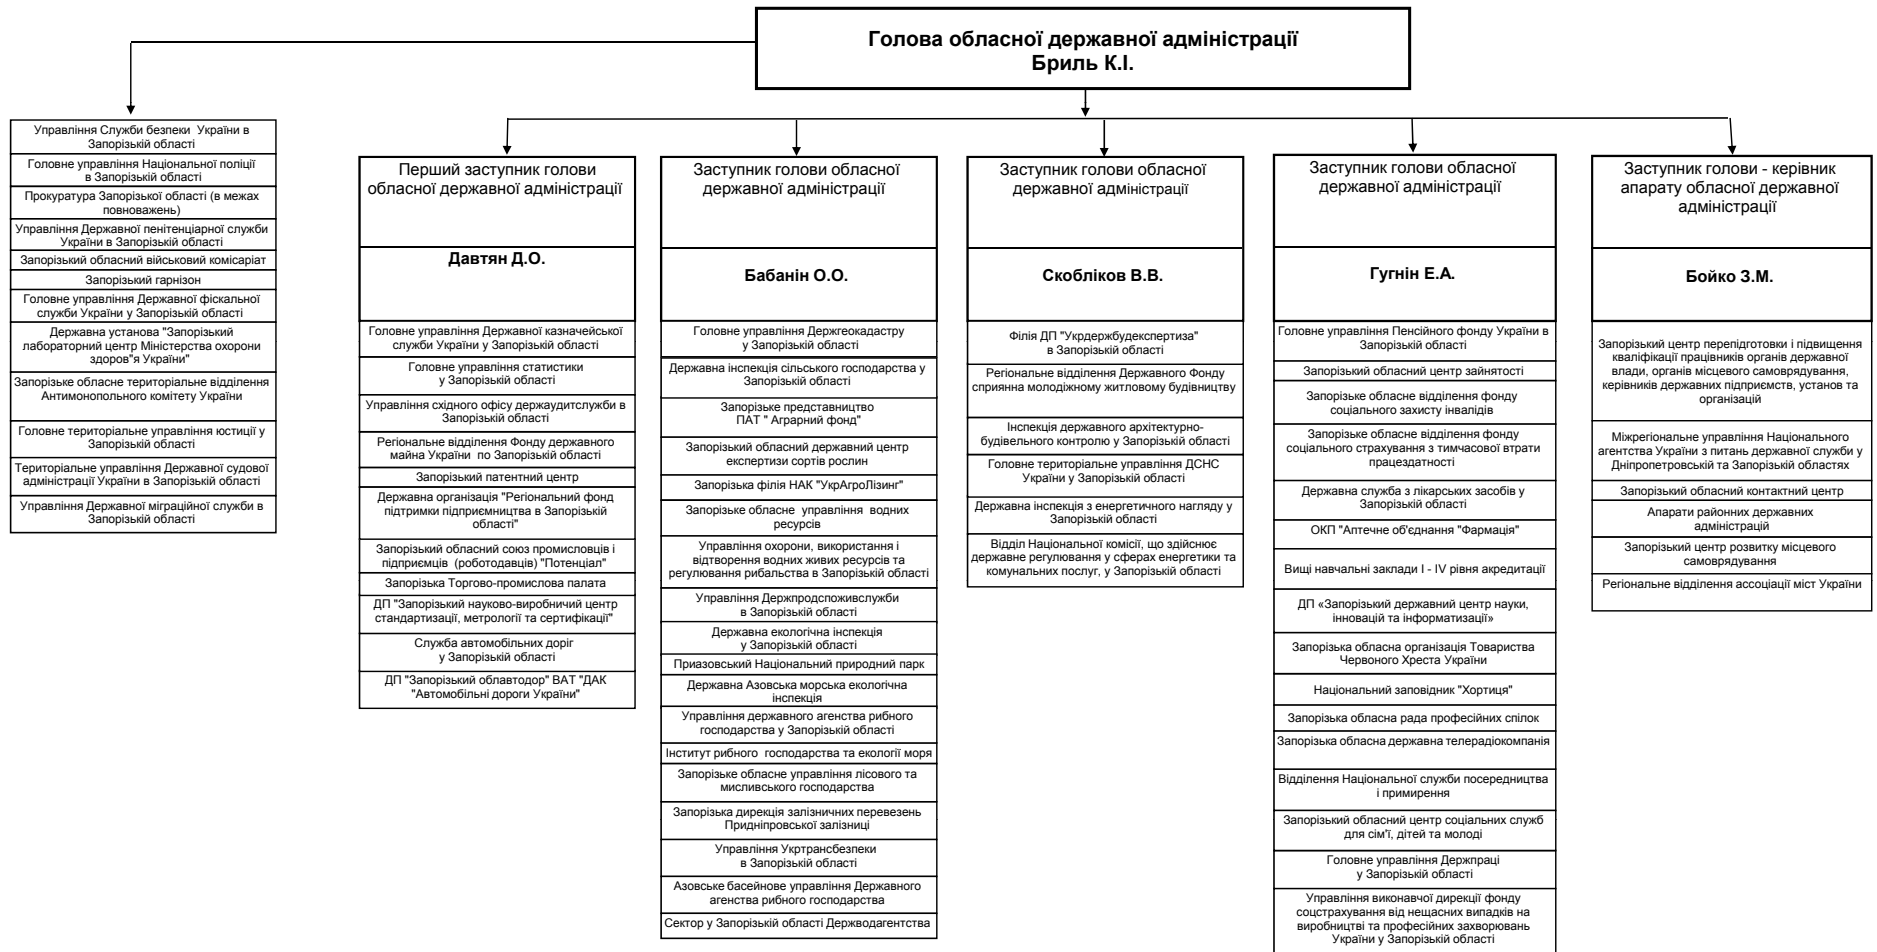 Голова обласної державної адміністрації
Бриль К.І.
Управління Служби безпеки України в
Запорізькій області
Головне управління Національної поліції
в Запорізькій області
Прокуратура Запорізької області (в межах
повноважень)
Управління Державної пенітенціарної служби
України в Запорізькій області
Запорізький обласний військовий комісаріат
Запорізький гарнізон
Головне управління Державної фіскальної
служби України у Запорізькій області
Державна установа "Запорізький
лабораторний центр Міністерства охорони
здоров"я України"
Запорізьке обласне територіальне відділення
Антимонопольного комітету України
Головне територіальне управління юстиції у
Запорізькій області
Територіальне управління Державної судової
адміністрації України в Запорізькій області
Управління Державної міграційної служби в
Запорізькій області
Перший заступник голови
обласної державної адміністрації
Давтян Д.О.
Головне управління Державної казначейської
служби України у Запорізькій області
Головне управління статистики
у Запорізькій області
Управління східного офісу держаудитслужби в
Запорізькій області
Регіональне відділення Фонду державного
майна України по Запорізькій області
Запорізький патентний центр
Державна організація "Регіональний фонд
підтримки підприємництва в Запорізькій
області"
Запорізький обласний союз промисловців і
підприємців (роботодавців) "Потенціал"
Запорізька Торгово-промислова палата
ДП "Запорізький науково-виробничий центр
стандартизації, метрології та сертифікації"
Служба автомобільних доріг
у Запорізькій області
ДП "Запорізький облавтодор" ВАТ "ДАК
"Автомобільні дороги України"
Заступник голови обласної
державної адміністрації
Бабанін О.О.
Головне управління Держгеокадастру
у Запорізькій області
Державна інспекція сільського господарства у
Запорізькій області
Запорізьке представництво
ПАТ " Аграрний фонд"
Запорізький обласний державний центр
експертизи сортів рослин
Запорізька філія НАК "УкрАгроЛізинг"
Запорізьке обласне управління водних
ресурсів
Управління охорони, використання і
відтворення водних живих ресурсів та
регулювання рибальства в Запорізькій області
Управління Держпродспоживслужби
в Запорізькій області
Державна екологічна інспекція
у Запорізькій області
Приазовський Національний природний парк
Державна Азовська морська екологічна
інспекція
Управління державного агенства рибного
господарства у Запорізькій області
Інститут рибного господарства та екології моря
Запорізьке обласне управління лісового та
мисливського господарства
Запорізька дирекція залізничних перевезень
Придніпровської залізниці
Управління Укртрансбезпеки
в Запорізькій області
Азовське басейнове управління Державного
агенства рибного господарства
Сектор у Запорізькій області Держводагентства
Заступник голови обласної
державної адміністрації
Скобліков В.В.
Філія ДП "Укрдержбудекспертиза"
в Запорізькій області
Регіональне відділення Державного Фонду
сприянна молодіжному житловому будівництву
Інспекція державного архітектурно-
будівельного контролю у Запорізькій області
Головне територіальне управління ДСНС
України у Запорізькій області
Державна інспекція з енергетичного нагляду у
Запорізькій області
Відділ Національної комісії, що здійснює
державне регулювання у сферах енергетики та
комунальних послуг, у Запорізькій області
Заступник голови обласної
державної адміністрації
Гугнін Е.А.
Головне управління Пенсійного фонду України в
Запорізькій області
Запорізький обласний центр зайнятості
Запорізьке обласне відділення фонду
соціального захисту інвалідів
Запорізьке обласне відділення фонду
соціального страхування з тимчасової втрати
працездатності
Державна служба з лікарських засобів у
Запорізькій області
ОКП "Аптечне об'єднання "Фармація"
Вищі навчальні заклади І - ІV рівня акредитації
ДП «Запорізький державний центр науки,
інновацій та інформатизації»
Запорізька обласна організація Товариства
Червоного Хреста України
Національний заповідник "Хортиця"
Запорізька обласна рада професійних спілок
Запорізька обласна державна телерадіокомпанія
Відділення Національної служби посередництва
і примирення
Запорізький обласний центр соціальних служб
для сім'ї, дітей та молоді
Головне управління Держпраці
у Запорізькій області
Управління виконавчої дирекції фонду
соцстрахування від нещасних випадків на
виробництві та професійних захворювань
України у Запорізькій області
Заступник голови - керівник
апарату обласної державної
адміністрації
Бойко З.М.
Запорізький центр перепідготовки і підвищення
кваліфікації працівників органів державної
влади, органів місцевого самоврядування,
керівників державних підприємств, установ та
організацій
Міжрегіональне управління Національного
агентства України з питань державної служби у
Дніпропетровській та Запорізькій областях
Запорізький обласний контактний центр
Апарати районних державних
адміністрацій
Запорізький центр розвитку місцевого
самоврядування
Регіональне відділення ассоціації міст України